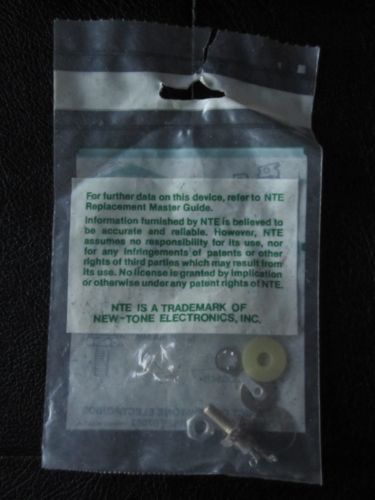 For further data on this device, refer to NTE
Replacement Master Guide.
Information furnished by NTE is believed to
be accurate and reliable. However, NTE
assumes no responsibility for its use, nor
for any infringements of patents or other
rights of third parties which may result from
its use. No license is granted by implication
or otherwise under any patent rights of NTE.
NTE IS A TRADEMARK OF
NEW-TONE ELECTRONICS, INC.